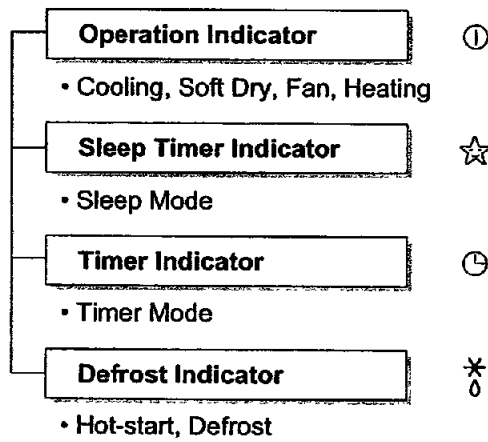 Operation Indicator
• Cooling, Soft Dry, Fan, Heating
Sleep Timer Indicator
• Sleep Mode
Timer Indicator
• Timer Mode
Defrost Indicator
• Hot-start, Defrost